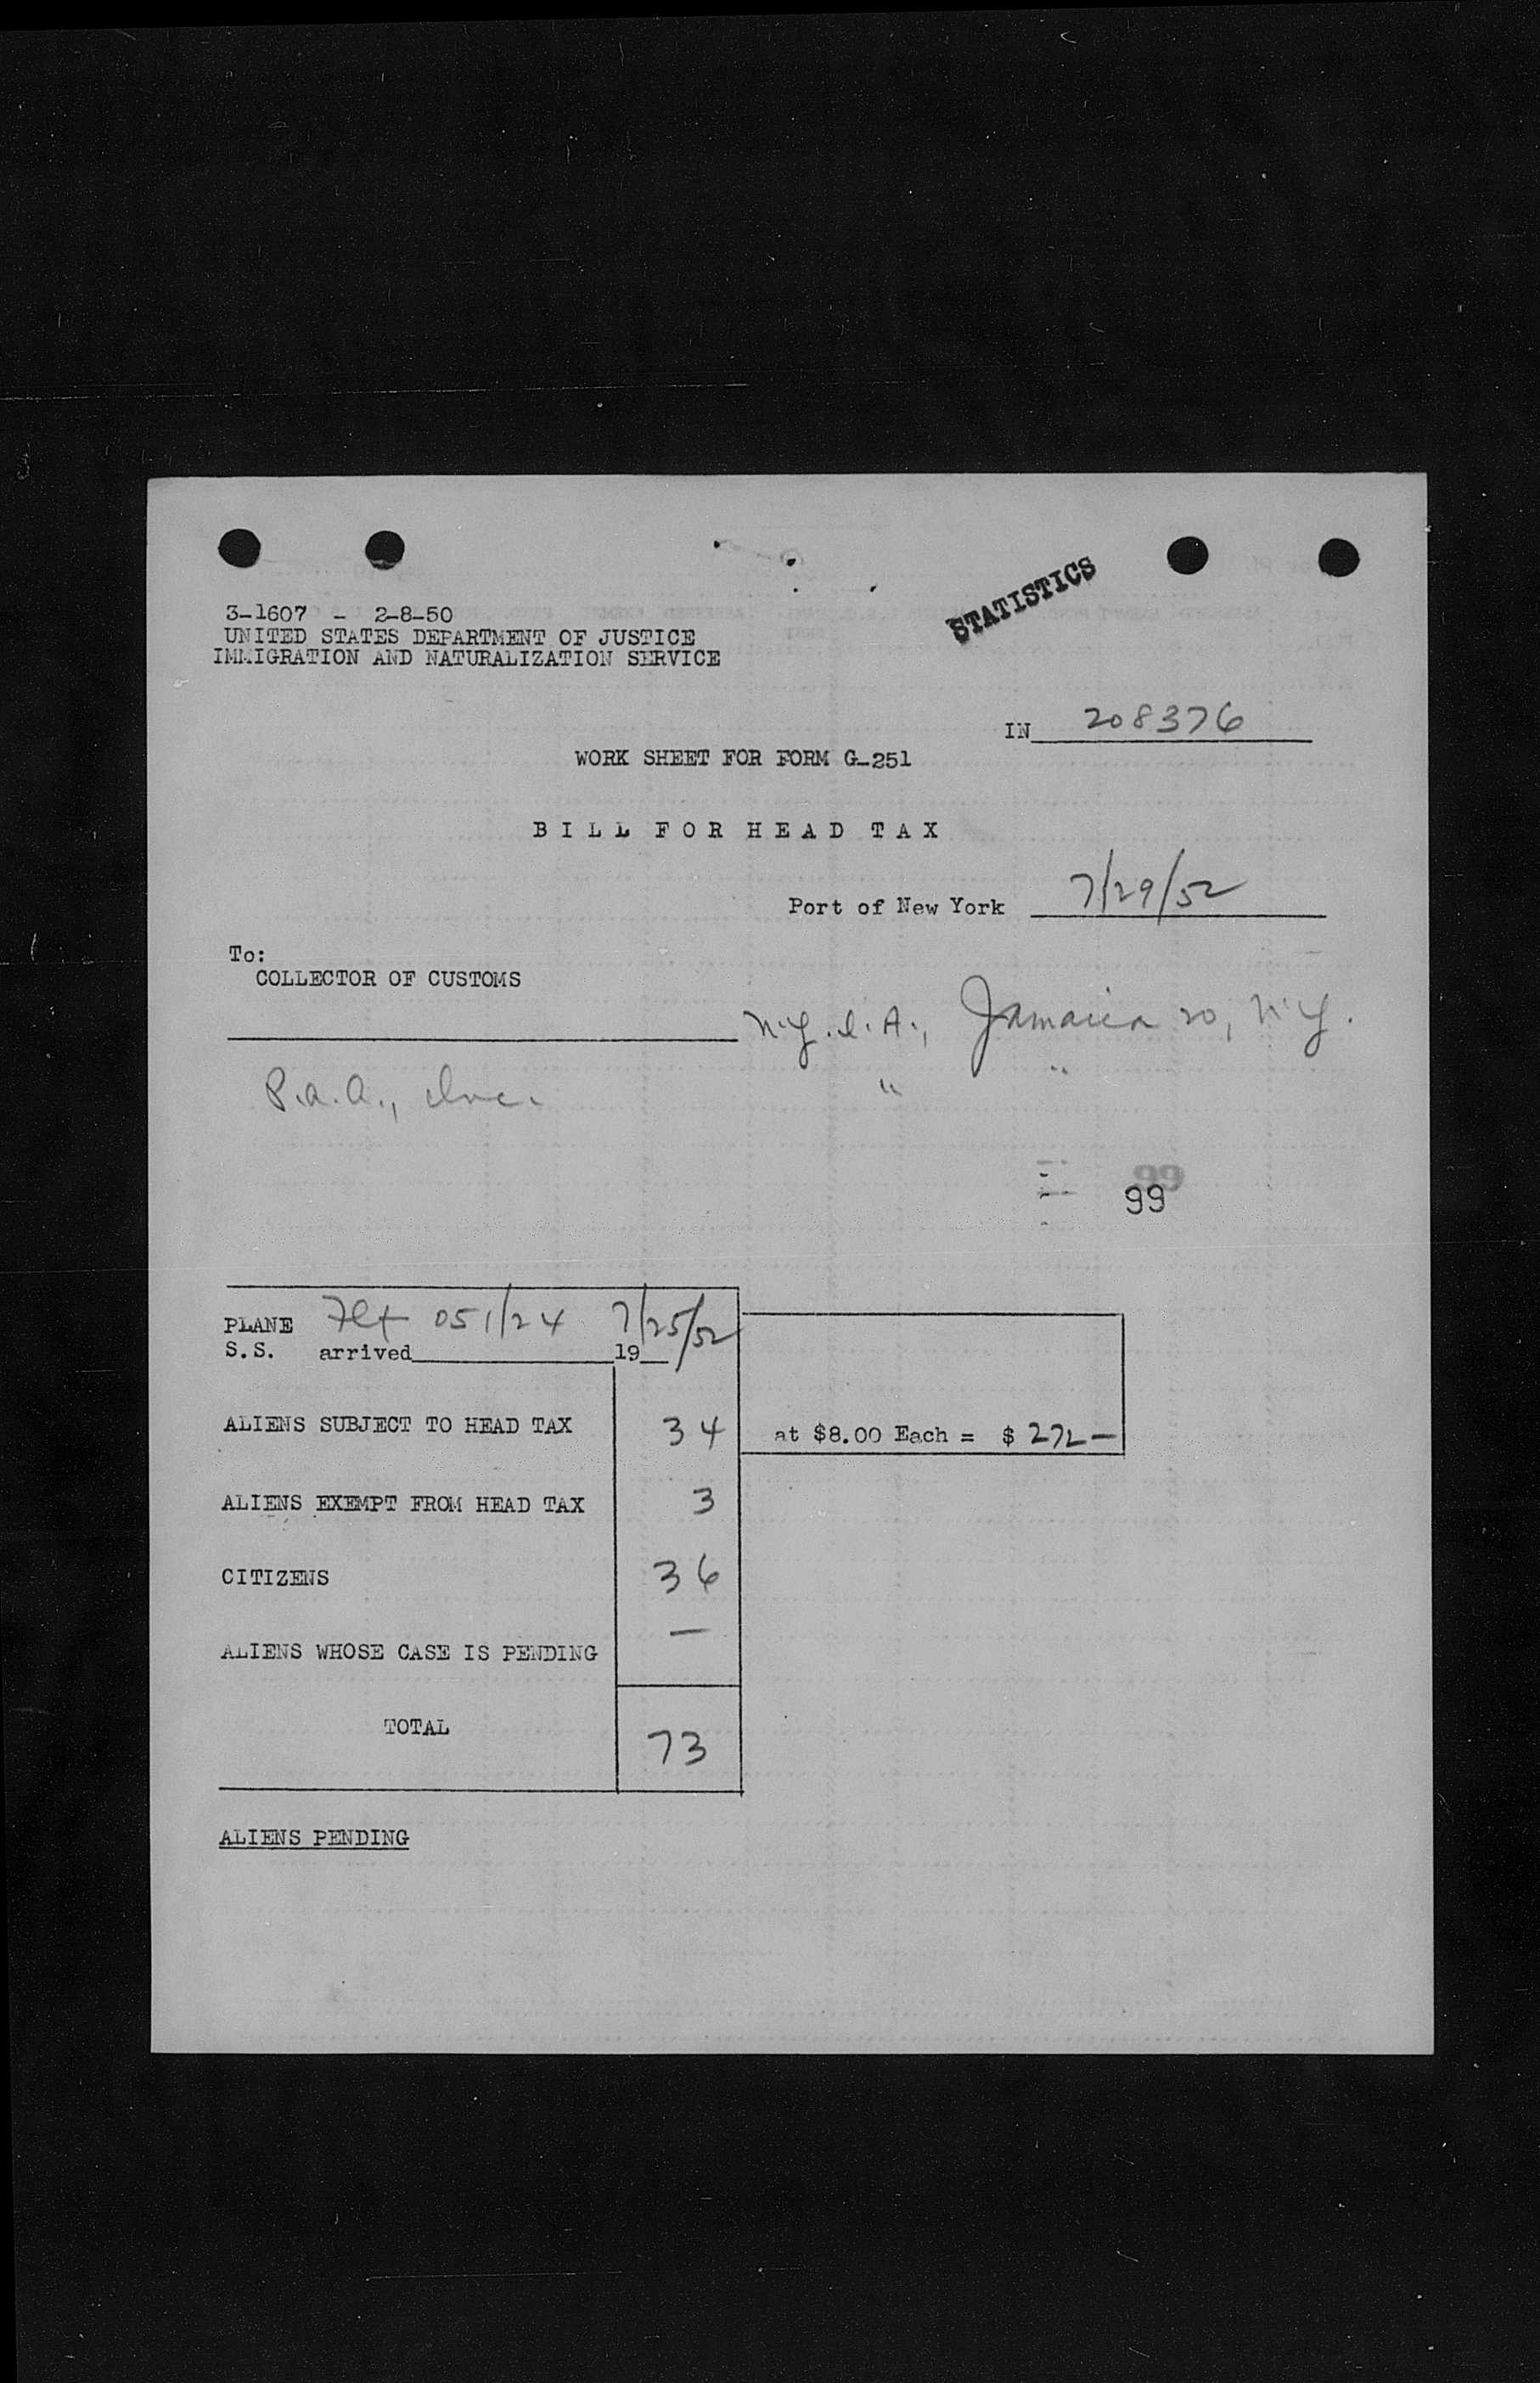 STATISTICS
3-1607 - 2-8-50
UNITED STATES DEPARTMENT OF JUSTICE
IMMIGRATION AND NATURALIZATION SERVICE
IN 208376
WORK SHEET FOR FORM G-251
BILL FOR HEAD TAX
Port of New York 7/29/52
To:
COLLECTOR OF CUSTOMS
N.Y.I.A., Jamaica 20, N.Y.
P.A.A., Inc. " "
99
99
PLANE Flt 051/24 7/25/52
S.S. arrived 19
ALIENS SUBJECT TO HEAD TAX 34 at $8.00 Each = $ 272—
ALIENS EXEMPT FROM HEAD TAX 3
CITIZENS 36
ALIENS WHOSE CASE IS PENDING —
TOTAL 73
ALIENS PENDING